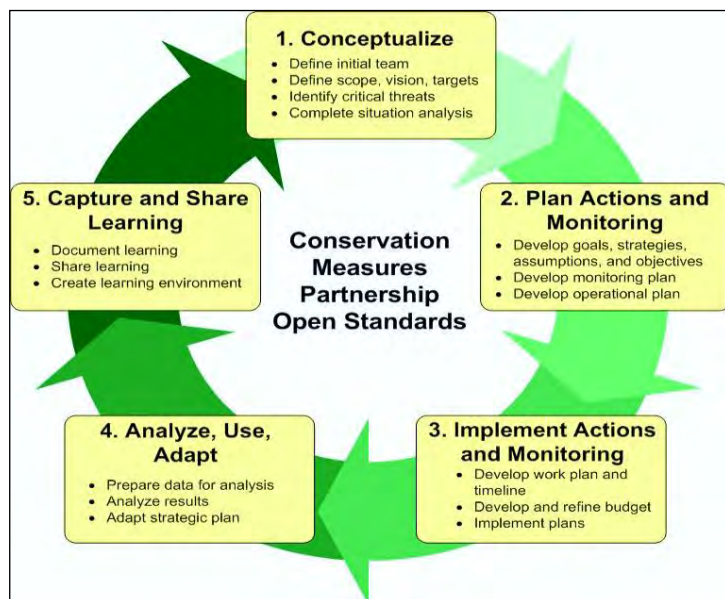 1. Conceptualize
• Define initial team
• Define scope, vision, targets
• Identify critical threats
• Complete situation analysis
2. Plan Actions and
Monitoring
• Develop goals, strategies,
assumptions, and objectives
• Develop monitoring plan
• Develop operational plan
3. Implement Actions
and Monitoring
• Develop work plan and
timeline
• Develop and refine budget
• Implement plans
4. Analyze, Use,
Adapt
• Prepare data for analysis
• Analyze results
• Adapt strategic plan
5. Capture and Share
Learning
• Document learning
• Share learning
• Create learning environment
Conservation
Measures
Partnership
Open Standards